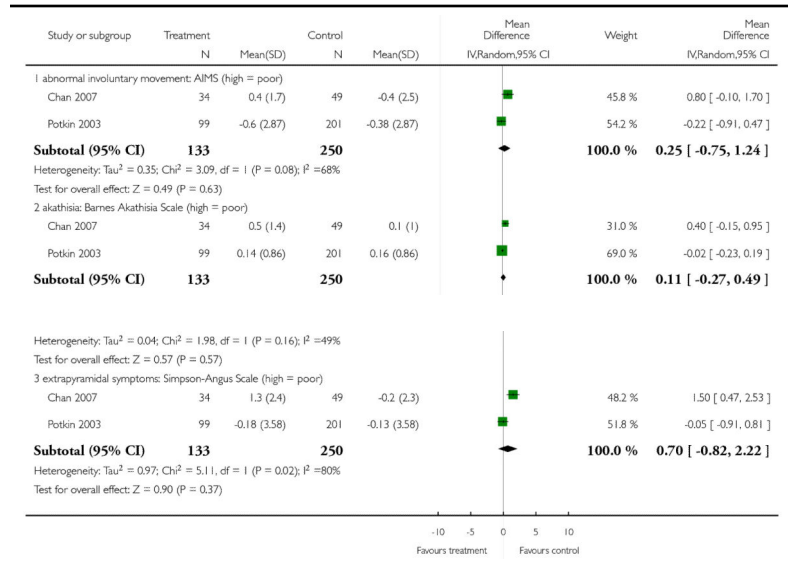 Study or subgroup Treatment Control Mean Difference Weight Mean Difference
N Mean(SD) N Mean(SD) IV,Random,95% CI IV,Random,95% CI
1 abnormal involuntary movement: AIMS (high = poor)
Chan 2007 34 0.4 (1.7) 49 -0.4 (2.5) 45.8 % 0.80 [ -0.10, 1.70 ]
Potkin 2003 99 -0.6 (2.87) 201 -0.38 (2.87) 54.2 % -0.22 [ -0.91, 0.47 ]
Subtotal (95% CI) 133 250 100.0 % 0.25 [ -0.75, 1.24 ]
Heterogeneity: Tau² = 0.35; Chi² = 3.09, df = 1 (P = 0.08); I² =68%
Test for overall effect: Z = 0.49 (P = 0.63)
2 akathisia: Barnes Akathisia Scale (high = poor)
Chan 2007 34 0.5 (1.4) 49 0.1 (1) 31.0 % 0.40 [ -0.15, 0.95 ]
Potkin 2003 99 0.14 (0.86) 201 0.16 (0.86) 69.0 % -0.02 [ -0.23, 0.19 ]
Subtotal (95% CI) 133 250 100.0 % 0.11 [ -0.27, 0.49 ]
Heterogeneity: Tau² = 0.04; Chi² = 1.98, df = 1 (P = 0.16); I² =49%
Test for overall effect: Z = 0.57 (P = 0.57)
3 extrapyramidal symptoms: Simpson-Angus Scale (high = poor)
Chan 2007 34 1.3 (2.4) 49 -0.2 (2.3) 48.2 % 1.50 [ 0.47, 2.53 ]
Potkin 2003 99 -0.18 (3.58) 201 -0.13 (3.58) 51.8 % -0.05 [ -0.91, 0.81 ]
Subtotal (95% CI) 133 250 100.0 % 0.70 [ -0.82, 2.22 ]
Heterogeneity: Tau² = 0.97; Chi² = 5.11, df = 1 (P = 0.02); I² =80%
Test for overall effect: Z = 0.90 (P = 0.37)
-10 -5 0 5 10
Favours treatment Favours control